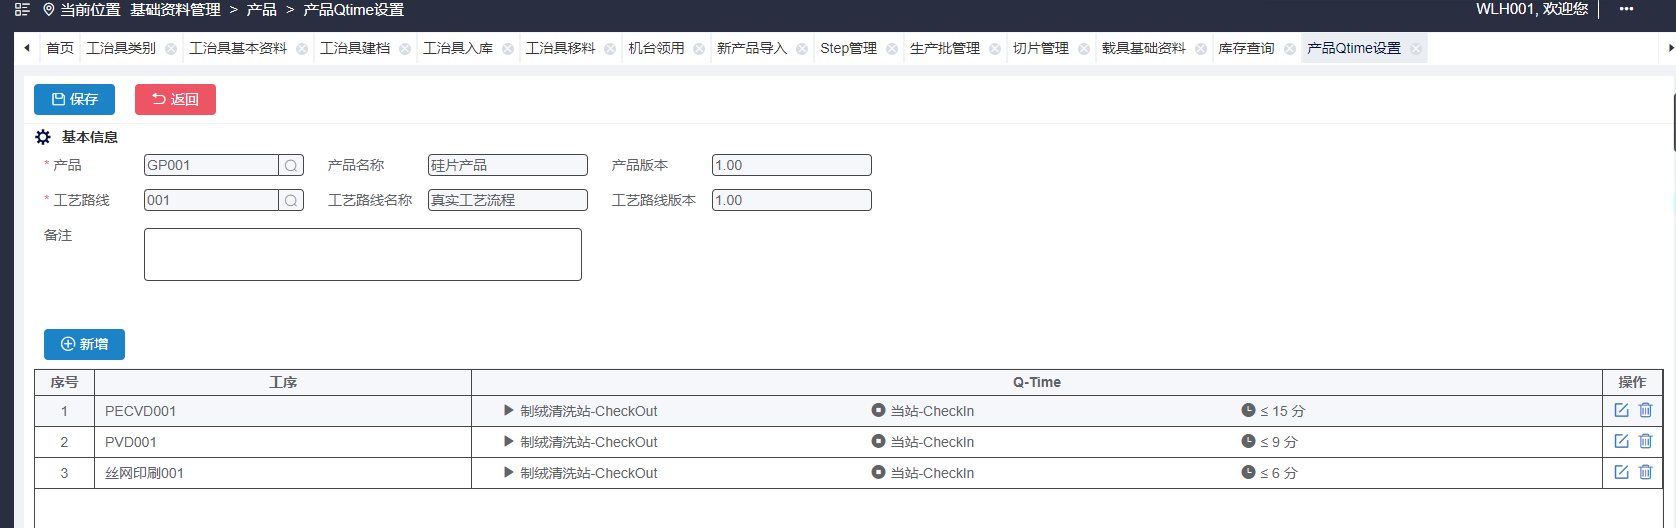 当前位置 基础资料管理 > 产品 > 产品Qtime设置 WLH001, 欢迎您
首页 工治具类别 工治具基本资料 工治具建档 工治具入库 工治具移料 机台领用 新产品导入 Step管理 生产批管理 切片管理 载具基础资料 库存查询 产品Qtime设置
保存 返回
基本信息
* 产品 GP001 产品名称 硅片产品 产品版本 1.00
* 工艺路线 001 工艺路线名称 真实工艺流程 工艺路线版本 1.00
备注
新增
序号 工序 Q-Time 操作
1 PECVD001 制绒清洗站-CheckOut 当站-CheckIn ≤ 15 分
2 PVD001 制绒清洗站-CheckOut 当站-CheckIn ≤ 9 分
3 丝网印刷001 制绒清洗站-CheckOut 当站-CheckIn ≤ 6 分